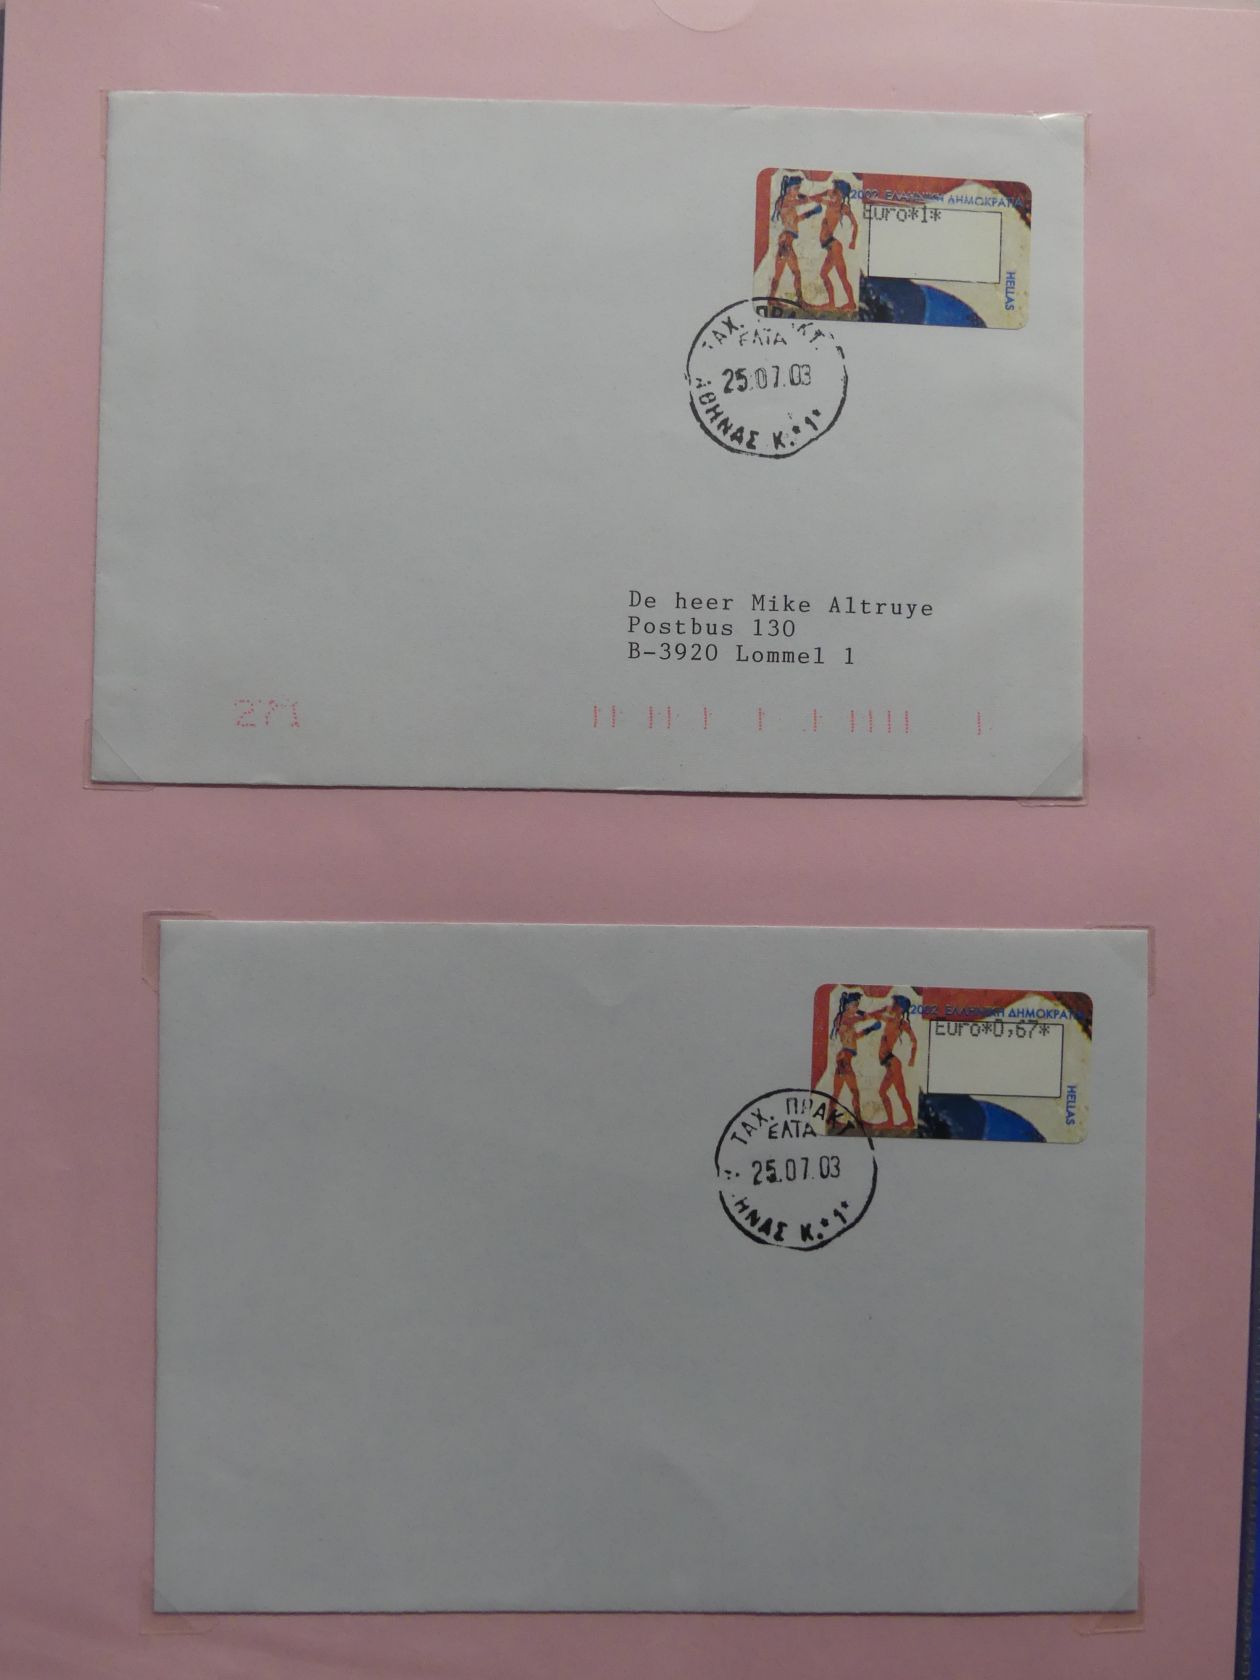 2002 ΕΛΛΗΝΙΚΗ ΔΗΜΟΚΡΑΤΙΑ
Euro*1*
HELLAS
ΤΑΧ. ΠΡΑΚΤ.
ΕΛΤΑ
25.07.03
ΑΘΗΝΑΣ Κ.*1*
De heer Mike Altruye
Postbus 130
B-3920 Lommel 1
271
2002 ΕΛΛΗΝΙΚΗ ΔΗΜΟΚΡΑΤΙΑ
Euro*0,67*
HELLAS
ΤΑΧ. ΠΡΑΚΤ
ΕΛΤΑ
25.07.03
ΗΝΑΣ Κ.*1*